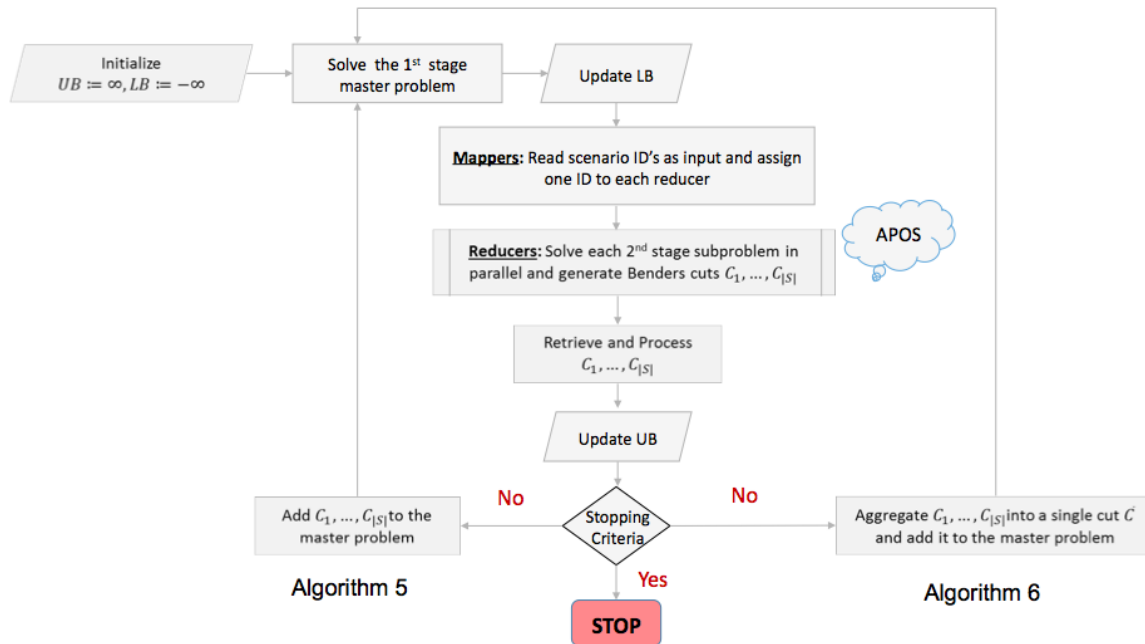 Initialize
UB ≔ ∞, LB ≔ −∞
Solve the 1st stage
master problem
Update LB
Mappers: Read scenario ID's as input and assign
one ID to each reducer
APOS
Reducers: Solve each 2nd stage subproblem in
parallel and generate Benders cuts C₁, …, C|S|
Retrieve and Process
C₁, …, C|S|
Update UB
No
No
Stopping
Criteria
Add C₁, …, C|S| to the
master problem
Aggregate C₁, …, C|S| into a single cut C
and add it to the master problem
Algorithm 5
Yes
Algorithm 6
STOP